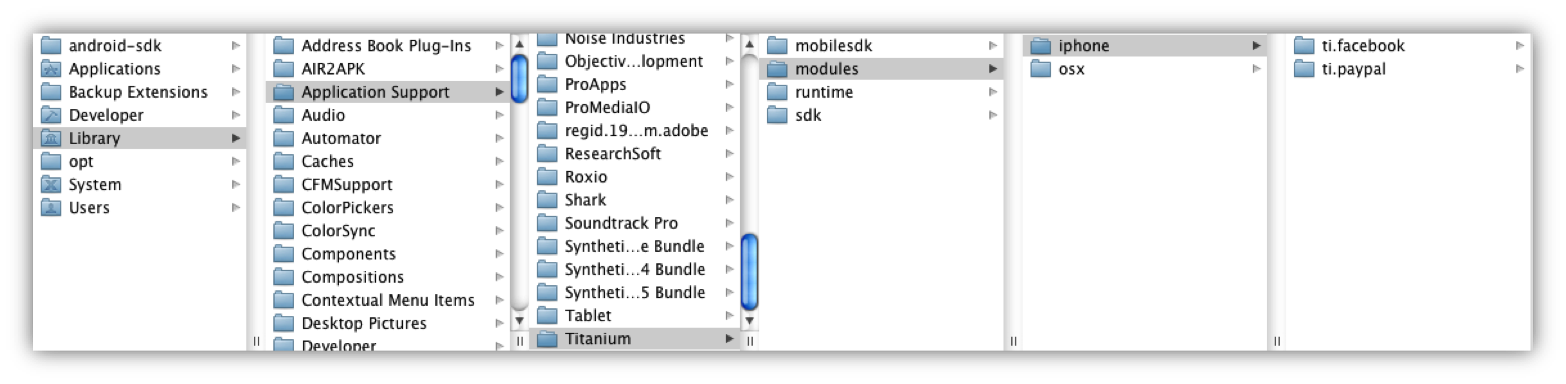 android-sdk
Applications
Backup Extensions
Developer
Library
opt
System
Users
Address Book Plug-Ins
AIR2APK
Application Support
Audio
Automator
Caches
CFMSupport
ColorPickers
ColorSync
Components
Compositions
Contextual Menu Items
Desktop Pictures
Developer
Noise Industries
Objectiv...lopment
ProApps
ProMediaIO
regid.19...m.adobe
ResearchSoft
Roxio
Shark
Soundtrack Pro
Syntheti...e Bundle
Syntheti...4 Bundle
Syntheti...5 Bundle
Tablet
Titanium
mobilesdk
modules
runtime
sdk
iphone
osx
ti.facebook
ti.paypal